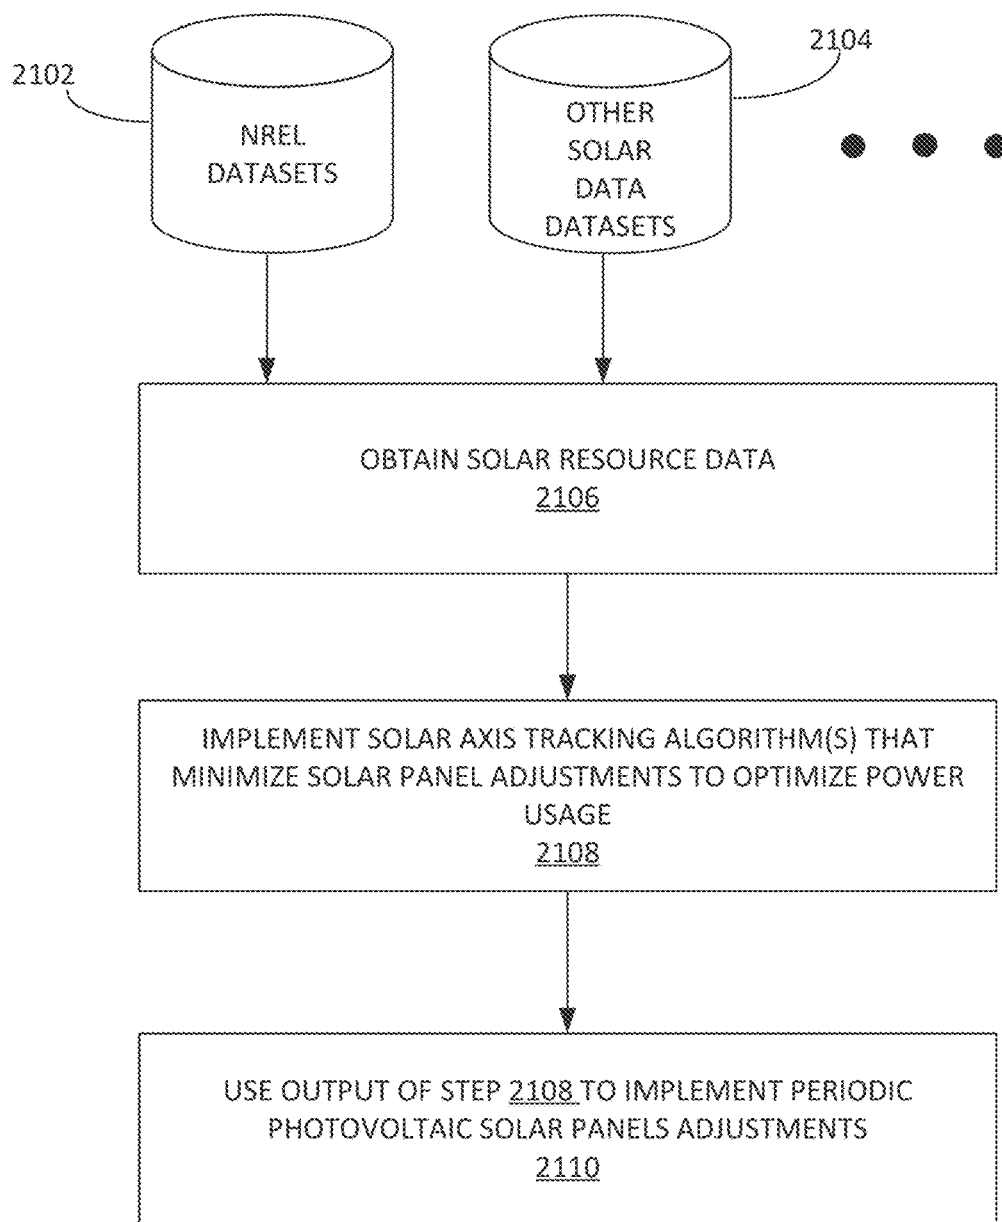 2102
NREL
DATASETS
2104
OTHER
SOLAR
DATA
DATASETS
OBTAIN SOLAR RESOURCE DATA
2106
IMPLEMENT SOLAR AXIS TRACKING ALGORITHM(S) THAT
MINIMIZE SOLAR PANEL ADJUSTMENTS TO OPTIMIZE POWER
USAGE
2108
USE OUTPUT OF STEP 2108 TO IMPLEMENT PERIODIC
PHOTOVOLTAIC SOLAR PANELS ADJUSTMENTS
2110